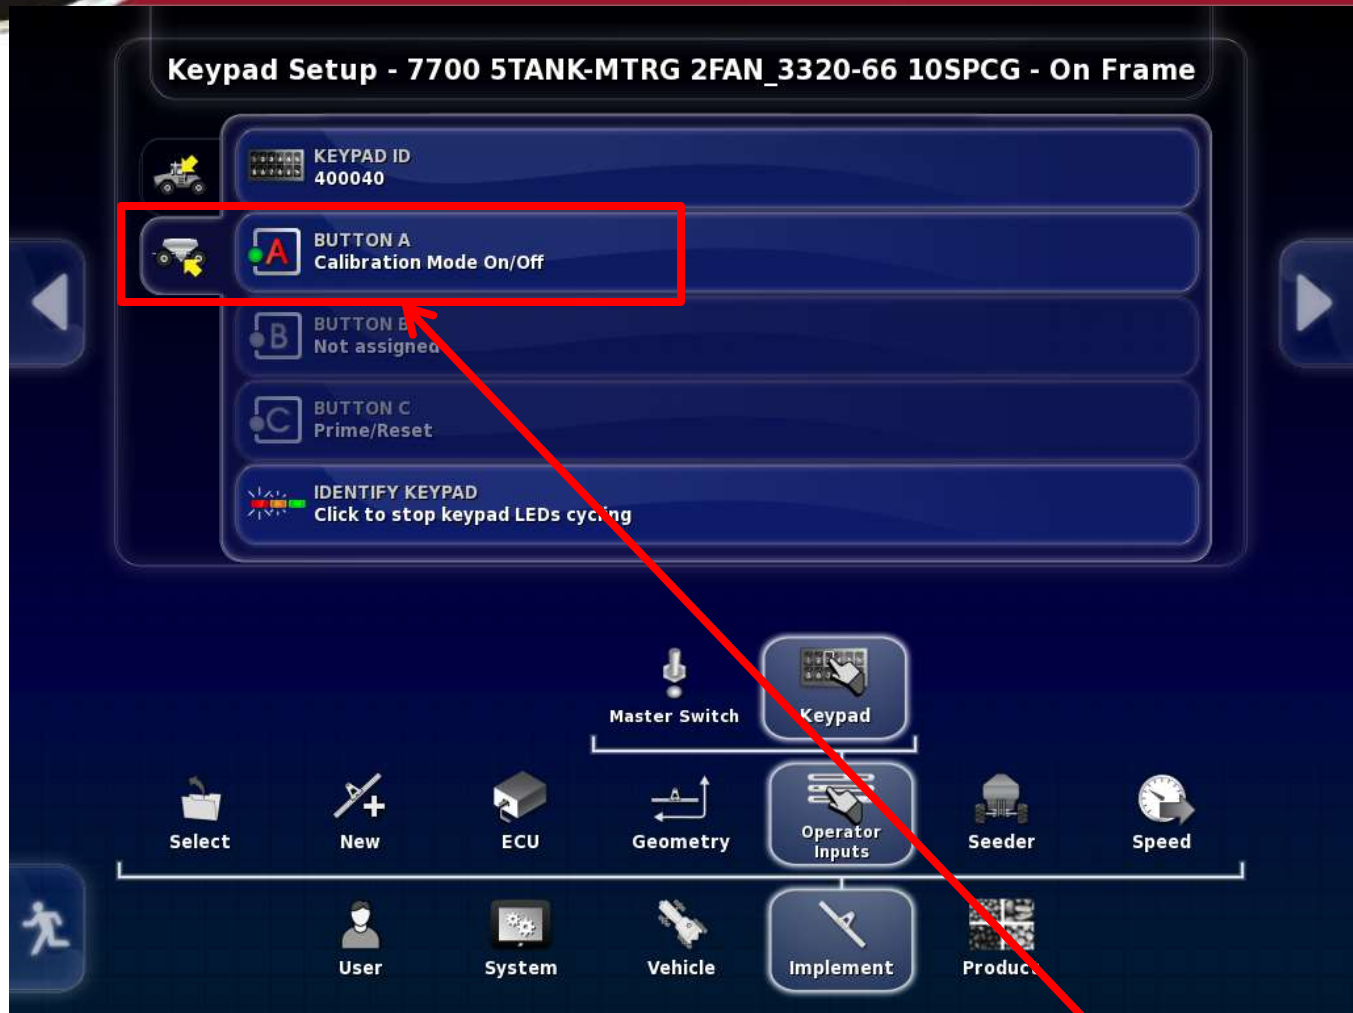 Keypad Setup - 7700 5TANK-MTRG 2FAN_3320-66 10SPCG - On Frame
KEYPAD ID
400040
A
BUTTON A
Calibration Mode On/Off
B
BUTTON B
Not assigned
C
BUTTON C
Prime/Reset
IDENTIFY KEYPAD
Click to stop keypad LEDs cycling
Master Switch
Keypad
Select
New
ECU
Geometry
Operator
Inputs
Seeder
Speed
User
System
Vehicle
Implement
Product